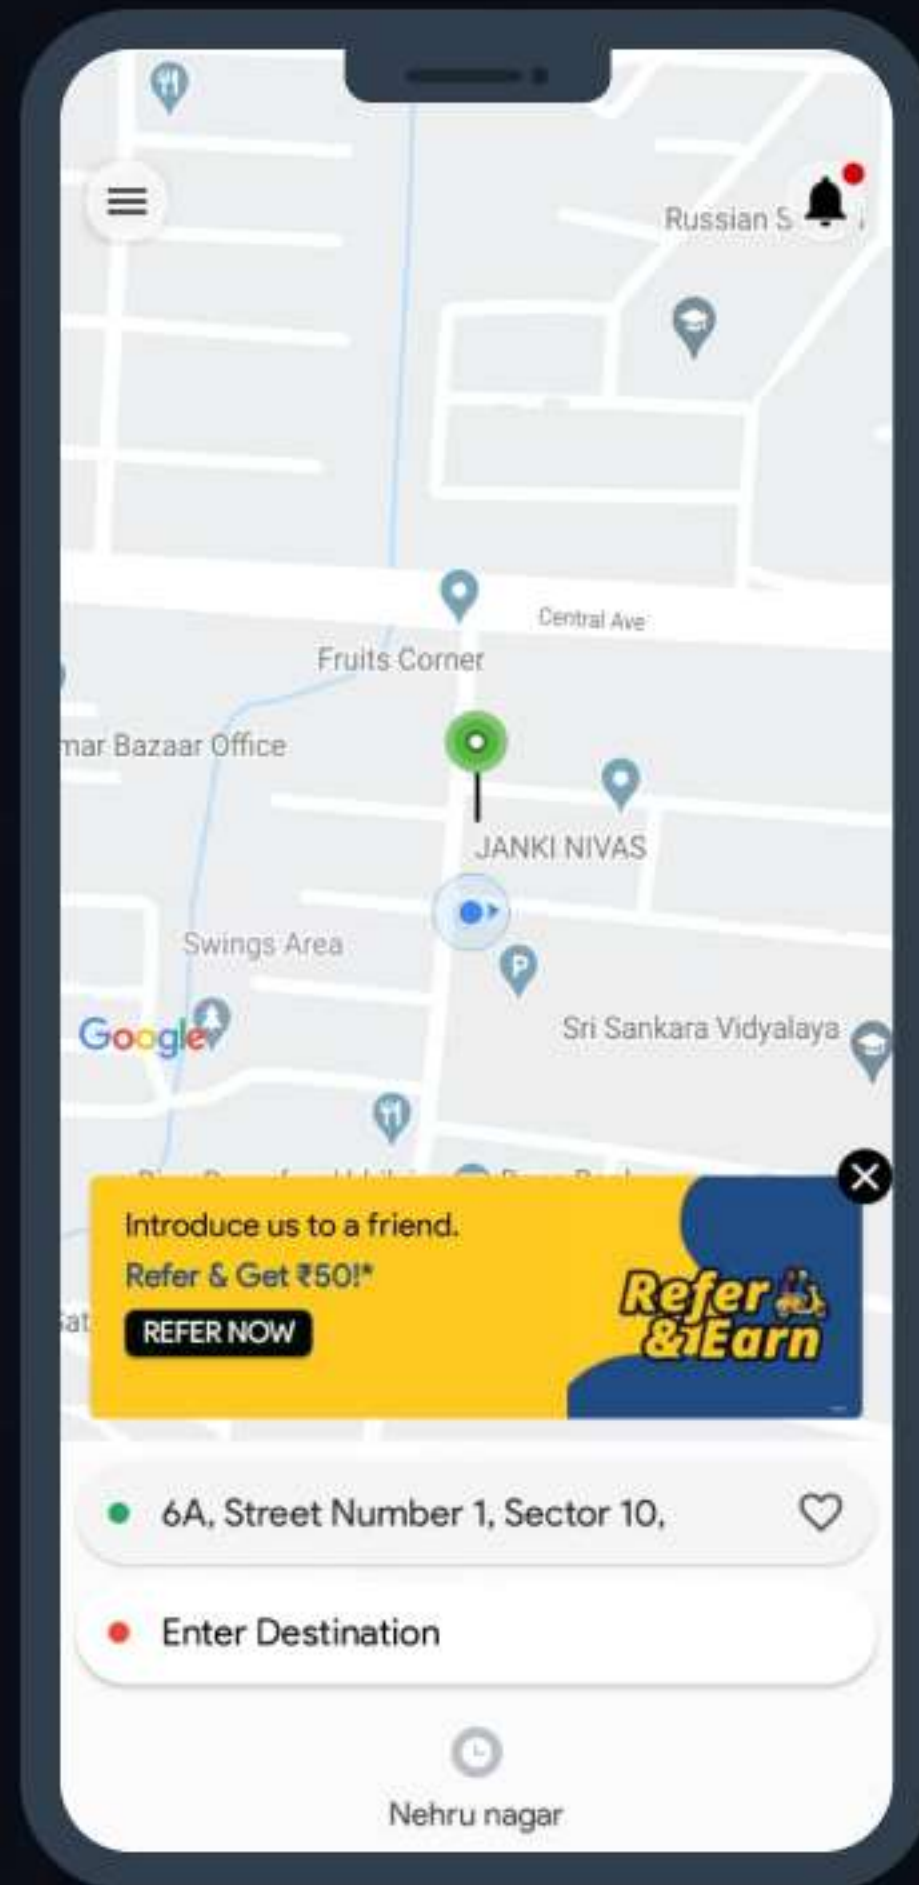 Russian S
Central Ave
Fruits Corner
mar Bazaar Office
JANKI NIVAS
P
Swings Area
Google
Sri Sankara Vidyalaya
Introduce us to a friend.
Refer & Get ₹50!*
REFER NOW
Refer
& Earn
6A, Street Number 1, Sector 10,
Enter Destination
Nehru nagar